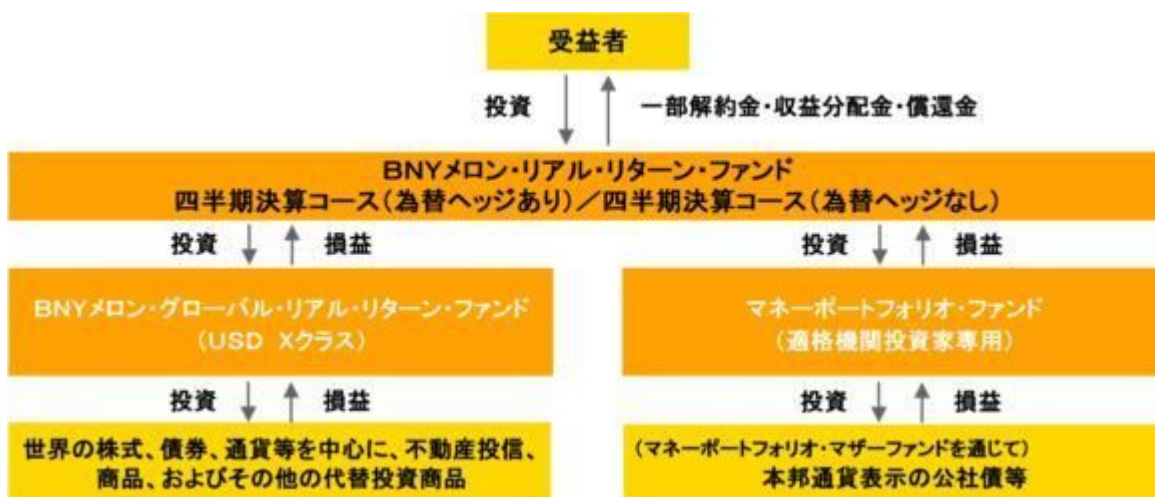 受益者
投資
一部解約金・収益分配金・償還金
BNYメロン・リアル・リターン・ファンド
四半期決算コース(為替ヘッジあり)／四半期決算コース(為替ヘッジなし)
投資 損益
投資 損益
BNYメロン・グローバル・リアル・リターン・ファンド
(USD Xクラス)
マネーポートフォリオ・ファンド
(適格機関投資家専用)
投資 損益
投資 損益
世界の株式、債券、通貨等を中心に、不動産投信、
商品、およびその他の代替投資商品
(マネーポートフォリオ・マザーファンドを通じて)
本邦通貨表示の公社債等